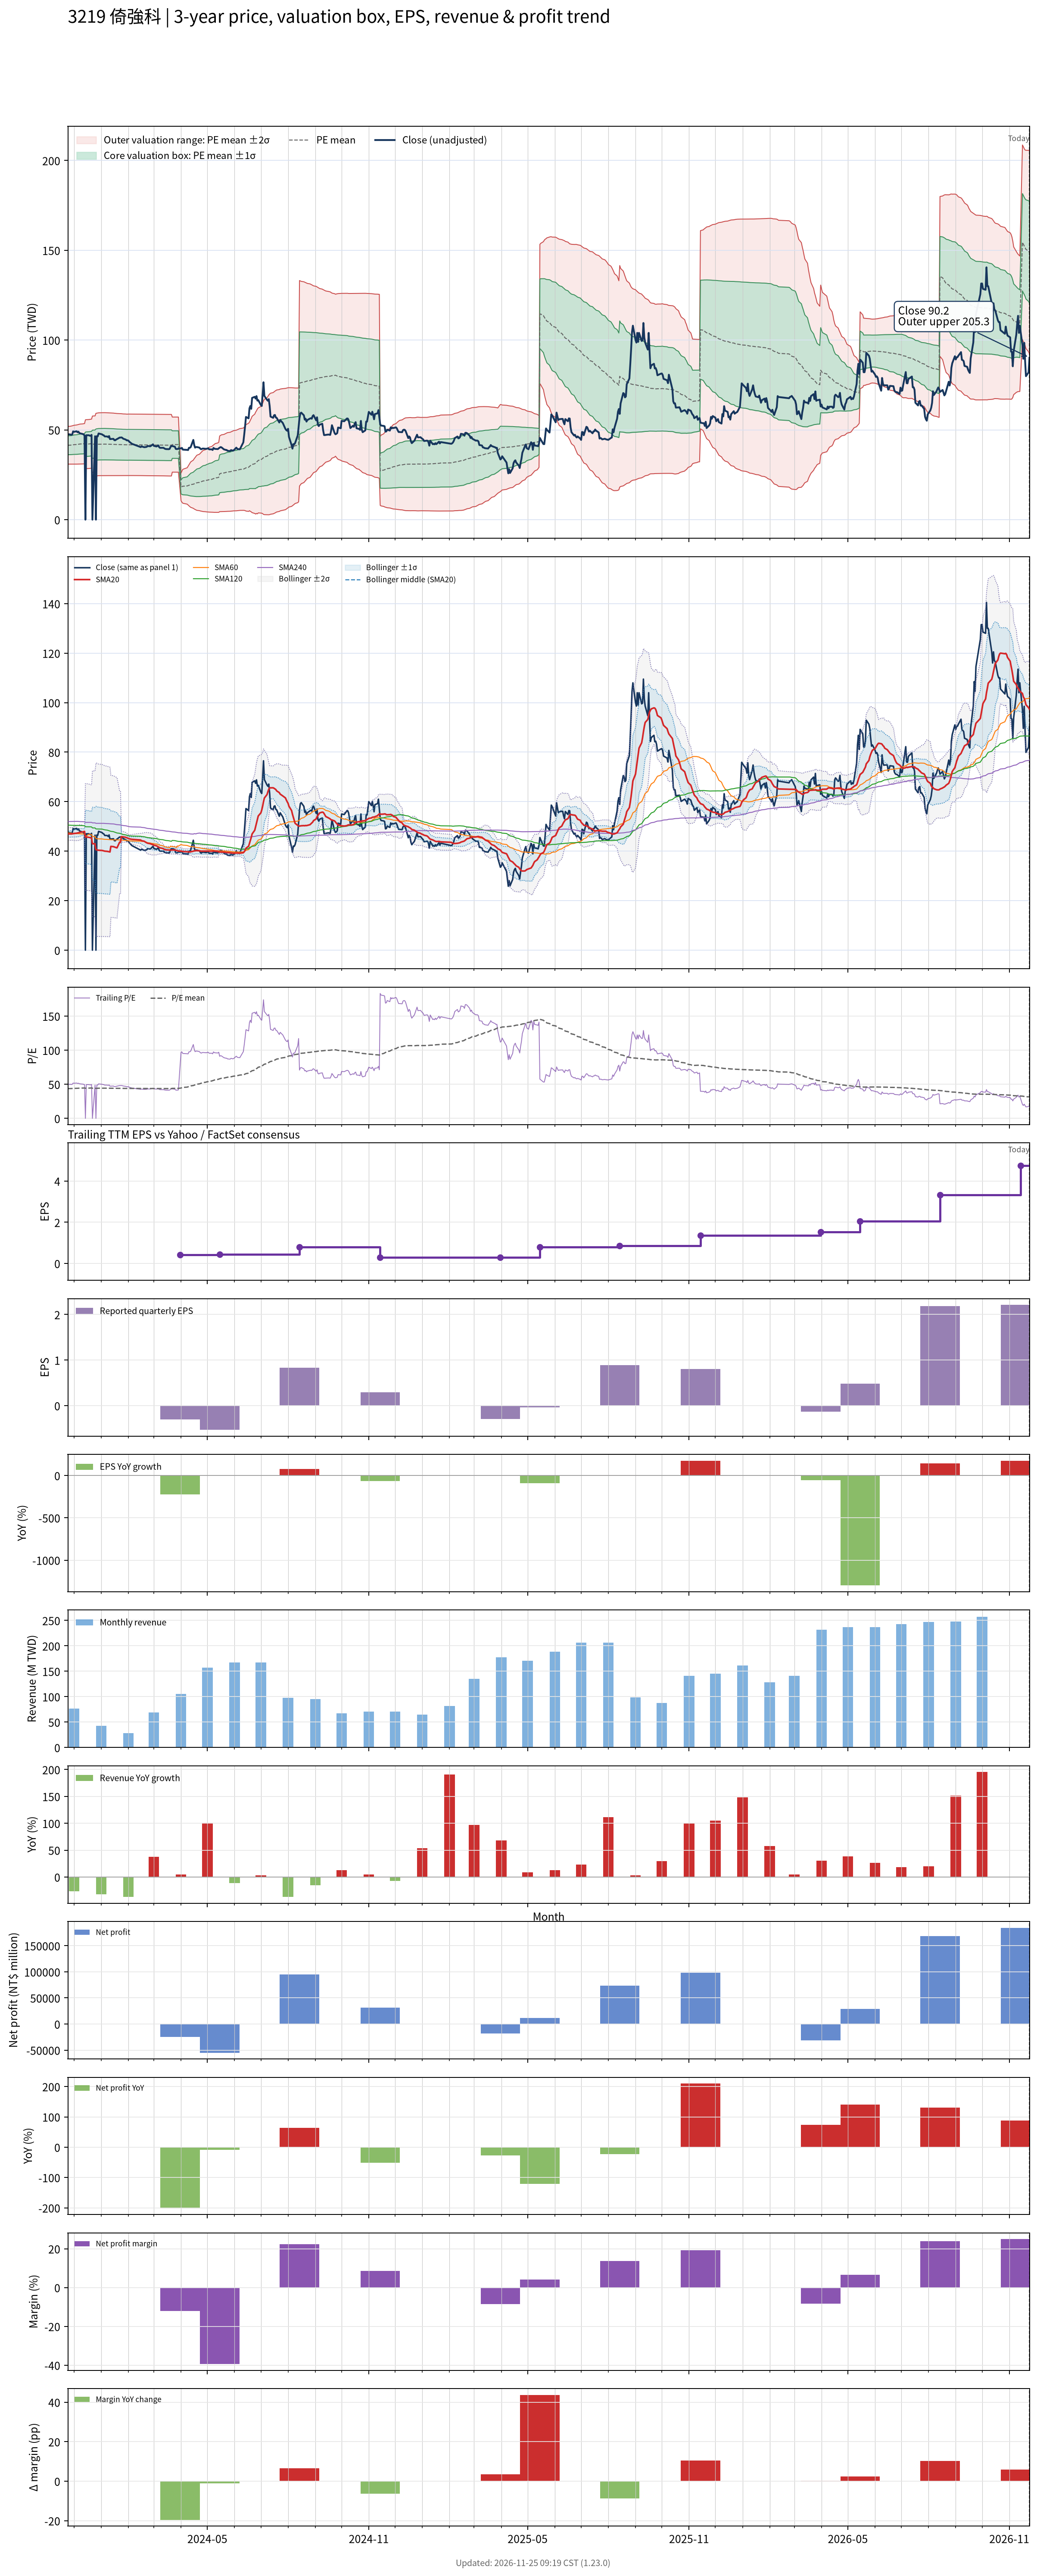 3219 倚強科 | 3-year price, valuation box, EPS, revenue & profit trend
Outer valuation range: PE mean ±2σ
PE mean
Close (unadjusted)
Core valuation box: PE mean ±1σ
Today
200
150
100
50
0
Price (TWD)
Close 90.2
Outer upper 205.3
Close (same as panel 1)
SMA60
SMA240
Bollinger ±1σ
SMA20
SMA120
Bollinger ±2σ
Bollinger middle (SMA20)
140
120
100
80
60
40
20
0
Price
Trailing P/E
P/E mean
150
100
50
0
P/E
Trailing TTM EPS vs Yahoo / FactSet consensus
Today
4
2
0
EPS
Reported quarterly EPS
2
1
0
EPS
EPS YoY growth
0
-500
-1000
YoY (%)
Monthly revenue
250
200
150
100
50
0
Revenue (M TWD)
Revenue YoY growth
200
150
100
50
0
YoY (%)
Month
Net profit
150000
100000
50000
0
-50000
Net profit (NT$ million)
Net profit YoY
200
100
0
-100
-200
YoY (%)
Net profit margin
20
0
-20
-40
Margin (%)
Margin YoY change
40
20
0
-20
Δ margin (pp)
2024-05
2024-11
2025-05
2025-11
2026-05
2026-11
Updated: 2026-11-25 09:19 CST (1.23.0)